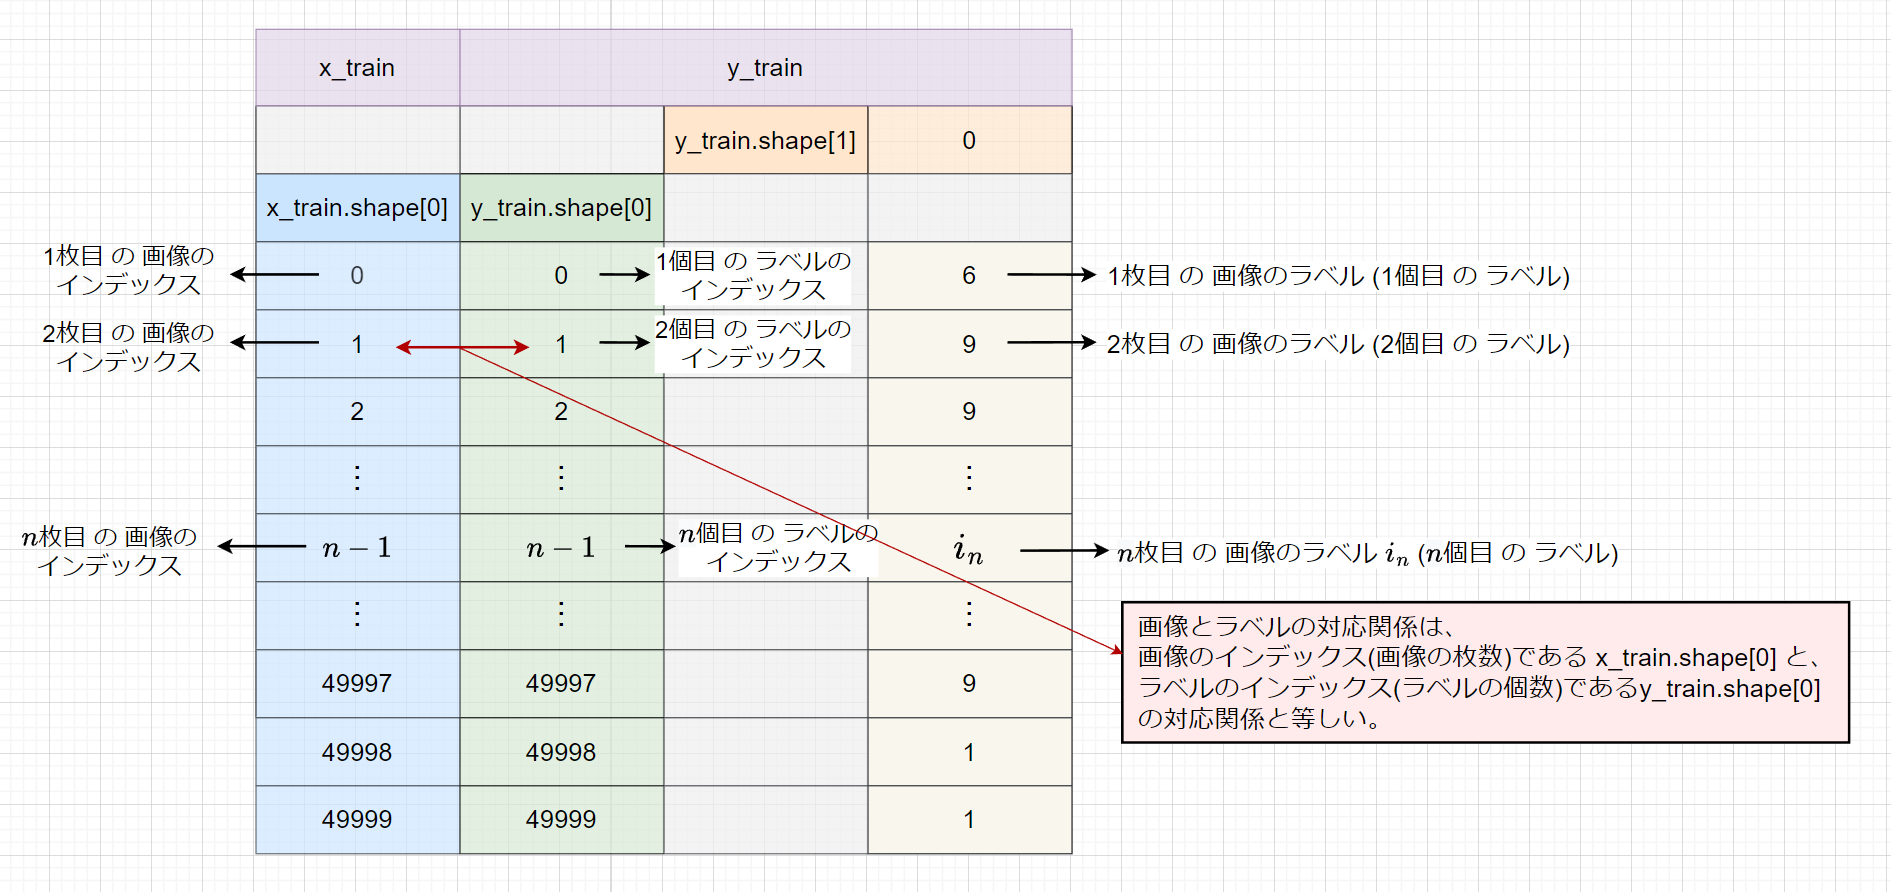 x_train y_train
y_train.shape[1] 0
x_train.shape[0] y_train.shape[0]
1枚目 の 画像の
インデックス
0 0
1個目 の ラベルの
インデックス
6 1枚目 の 画像のラベル (1個目 の ラベル)
2枚目 の 画像の
インデックス
1 1
2個目 の ラベルの
インデックス
9 2枚目 の 画像のラベル (2個目 の ラベル)
2 2 9
⋮ ⋮ ⋮
n枚目 の 画像の
インデックス
n − 1 n − 1
n個目 の ラベルの
インデックス
i_n n枚目 の 画像のラベル i_n (n個目 の ラベル)
⋮ ⋮ ⋮
49997 49997 9
49998 49998 1
49999 49999 1
画像とラベルの対応関係は、
画像のインデックス(画像の枚数)である x_train.shape[0] と、
ラベルのインデックス(ラベルの個数)であるy_train.shape[0]
の対応関係と等しい。